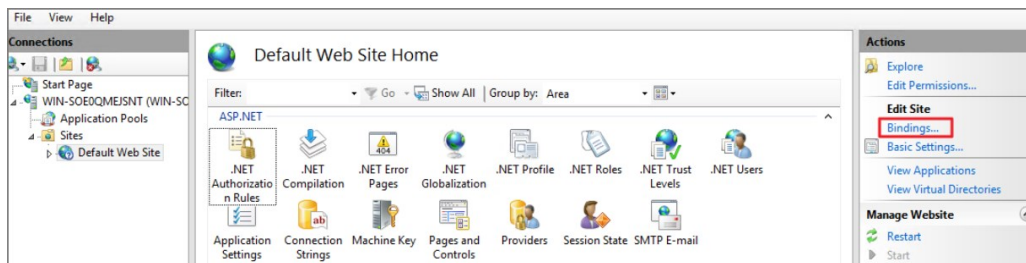 File View Help
Connections
Start Page
WIN-SOE0QMEJSNT (WIN-SC
Application Pools
Sites
Default Web Site
Default Web Site Home
Filter: Go Show All Group by: Area
ASP.NET
.NET Authorizatio n Rules
.NET Compilation
404
.NET Error Pages
.NET Globalization
.NET Profile
.NET Roles
.NET Trust Levels
.NET Users
Application Settings
ab
Connection Strings
Machine Key
Pages and Controls
Providers
Session State
SMTP E-mail
Actions
Explore
Edit Permissions...
Edit Site
Bindings...
Basic Settings...
View Applications
View Virtual Directories
Manage Website
Restart
Start